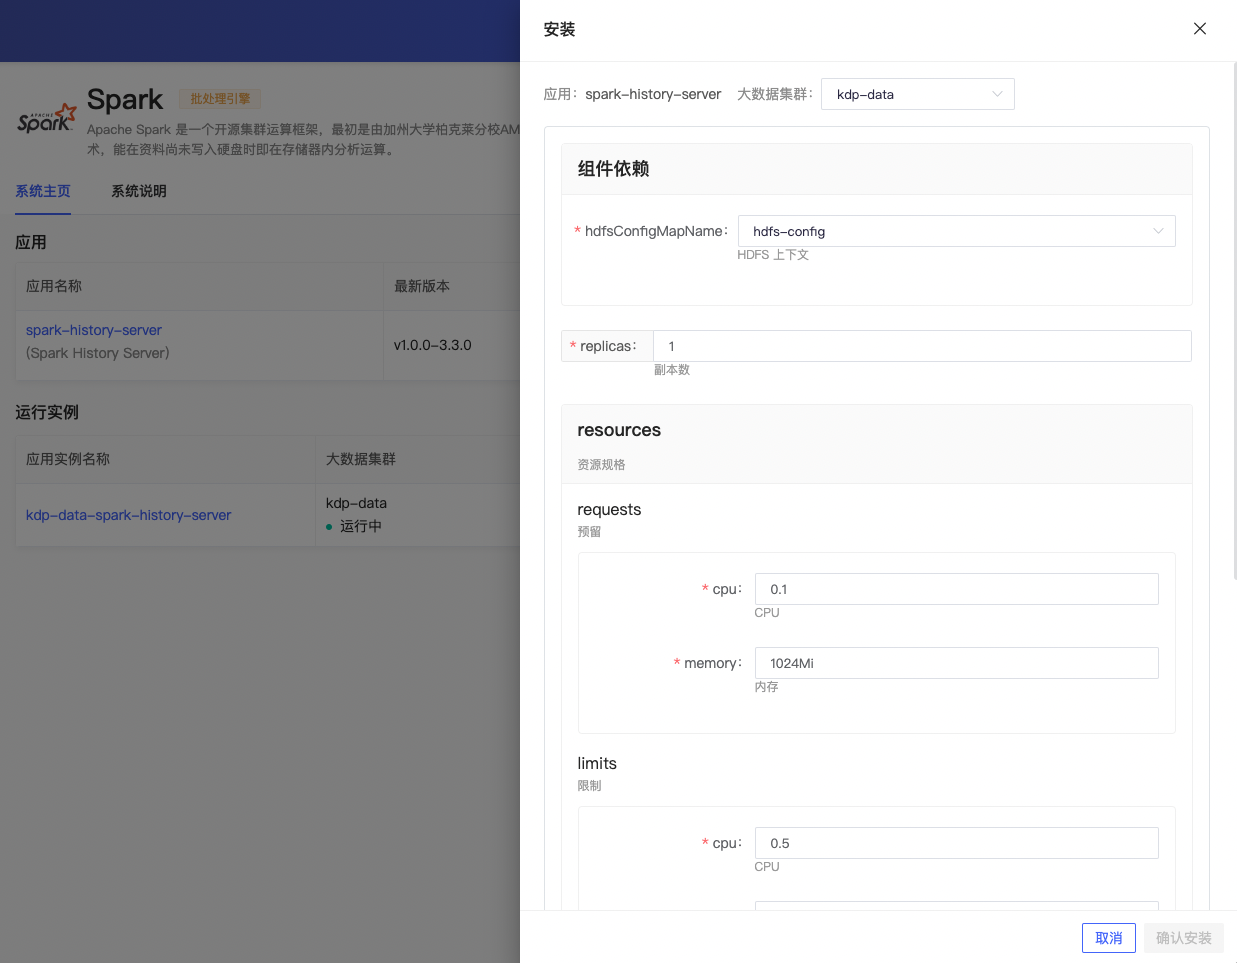 安装
Spark
批处理引擎
APACHE
Spark
Apache Spark 是一个开源集群运算框架，最初是由加州大学柏克莱分校AM
术，能在资料尚未写入硬盘时即在存储器内分析运算。
系统主页
系统说明
应用
应用名称
最新版本
spark-history-server
(Spark History Server)
v1.0.0-3.3.0
运行实例
应用实例名称
大数据集群
kdp-data-spark-history-server
kdp-data
运行中
应用： spark-history-server 大数据集群： kdp-data
组件依赖
* hdfsConfigMapName： hdfs-config
HDFS 上下文
* replicas： 1
副本数
resources
资源规格
requests
预留
* cpu： 0.1
CPU
* memory： 1024Mi
内存
limits
限制
* cpu： 0.5
CPU
取消
确认安装